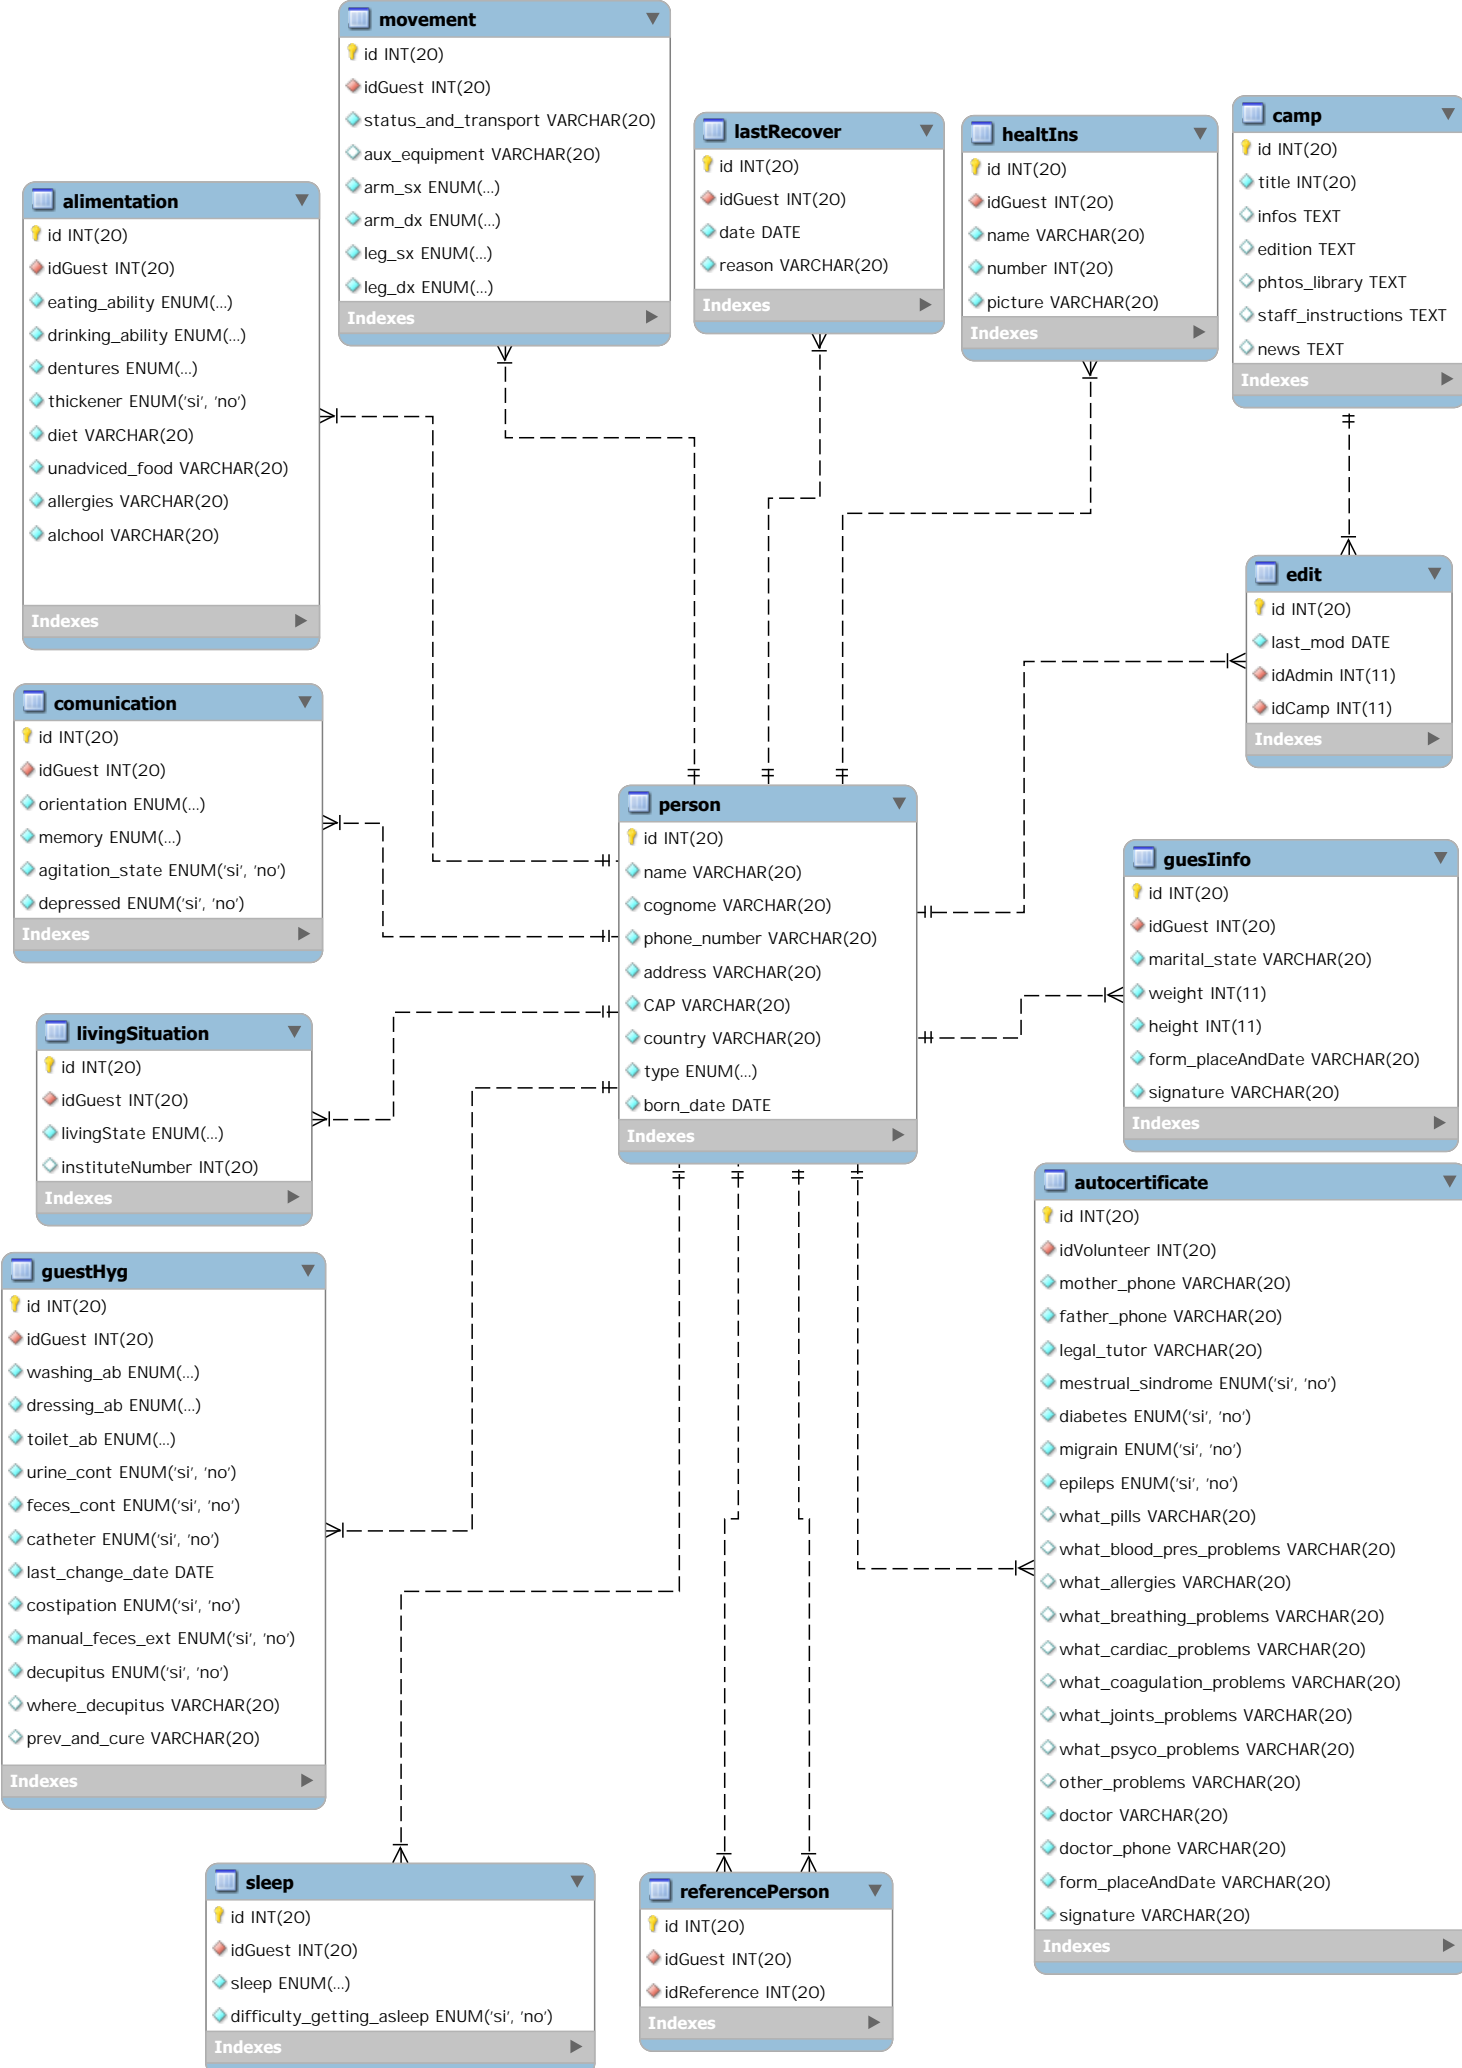 movement
id INT(20)
idGuest INT(20)
status_and_transport VARCHAR(20)
aux_equipment VARCHAR(20)
arm_sx ENUM(...)
arm_dx ENUM(...)
leg_sx ENUM(...)
leg_dx ENUM(...)
Indexes
lastRecover
id INT(20)
idGuest INT(20)
date DATE
reason VARCHAR(20)
Indexes
healtIns
id INT(20)
idGuest INT(20)
name VARCHAR(20)
number INT(20)
picture VARCHAR(20)
Indexes
camp
id INT(20)
title INT(20)
infos TEXT
edition TEXT
phtos_library TEXT
staff_instructions TEXT
news TEXT
Indexes
alimentation
id INT(20)
idGuest INT(20)
eating_ability ENUM(...)
drinking_ability ENUM(...)
dentures ENUM(...)
thickener ENUM('si', 'no')
diet VARCHAR(20)
unadviced_food VARCHAR(20)
allergies VARCHAR(20)
alchool VARCHAR(20)
Indexes
edit
id INT(20)
last_mod DATE
idAdmin INT(11)
idCamp INT(11)
Indexes
comunication
id INT(20)
idGuest INT(20)
orientation ENUM(...)
memory ENUM(...)
agitation_state ENUM('si', 'no')
depressed ENUM('si', 'no')
Indexes
person
id INT(20)
name VARCHAR(20)
cognome VARCHAR(20)
phone_number VARCHAR(20)
address VARCHAR(20)
CAP VARCHAR(20)
country VARCHAR(20)
type ENUM(...)
born_date DATE
Indexes
guesIinfo
id INT(20)
idGuest INT(20)
marital_state VARCHAR(20)
weight INT(11)
height INT(11)
form_placeAndDate VARCHAR(20)
signature VARCHAR(20)
Indexes
livingSituation
id INT(20)
idGuest INT(20)
livingState ENUM(...)
instituteNumber INT(20)
Indexes
autocertificate
id INT(20)
idVolunteer INT(20)
mother_phone VARCHAR(20)
father_phone VARCHAR(20)
legal_tutor VARCHAR(20)
mestrual_sindrome ENUM('si', 'no')
diabetes ENUM('si', 'no')
migrain ENUM('si', 'no')
epileps ENUM('si', 'no')
what_pills VARCHAR(20)
what_blood_pres_problems VARCHAR(20)
what_allergies VARCHAR(20)
what_breathing_problems VARCHAR(20)
what_cardiac_problems VARCHAR(20)
what_coagulation_problems VARCHAR(20)
what_joints_problems VARCHAR(20)
what_psyco_problems VARCHAR(20)
other_problems VARCHAR(20)
doctor VARCHAR(20)
doctor_phone VARCHAR(20)
form_placeAndDate VARCHAR(20)
signature VARCHAR(20)
Indexes
guestHyg
id INT(20)
idGuest INT(20)
washing_ab ENUM(...)
dressing_ab ENUM(...)
toilet_ab ENUM(...)
urine_cont ENUM('si', 'no')
feces_cont ENUM('si', 'no')
catheter ENUM('si', 'no')
last_change_date DATE
costipation ENUM('si', 'no')
manual_feces_ext ENUM('si', 'no')
decupitus ENUM('si', 'no')
where_decupitus VARCHAR(20)
prev_and_cure VARCHAR(20)
Indexes
sleep
id INT(20)
idGuest INT(20)
sleep ENUM(...)
difficulty_getting_asleep ENUM('si', 'no')
Indexes
referencePerson
id INT(20)
idGuest INT(20)
idReference INT(20)
Indexes